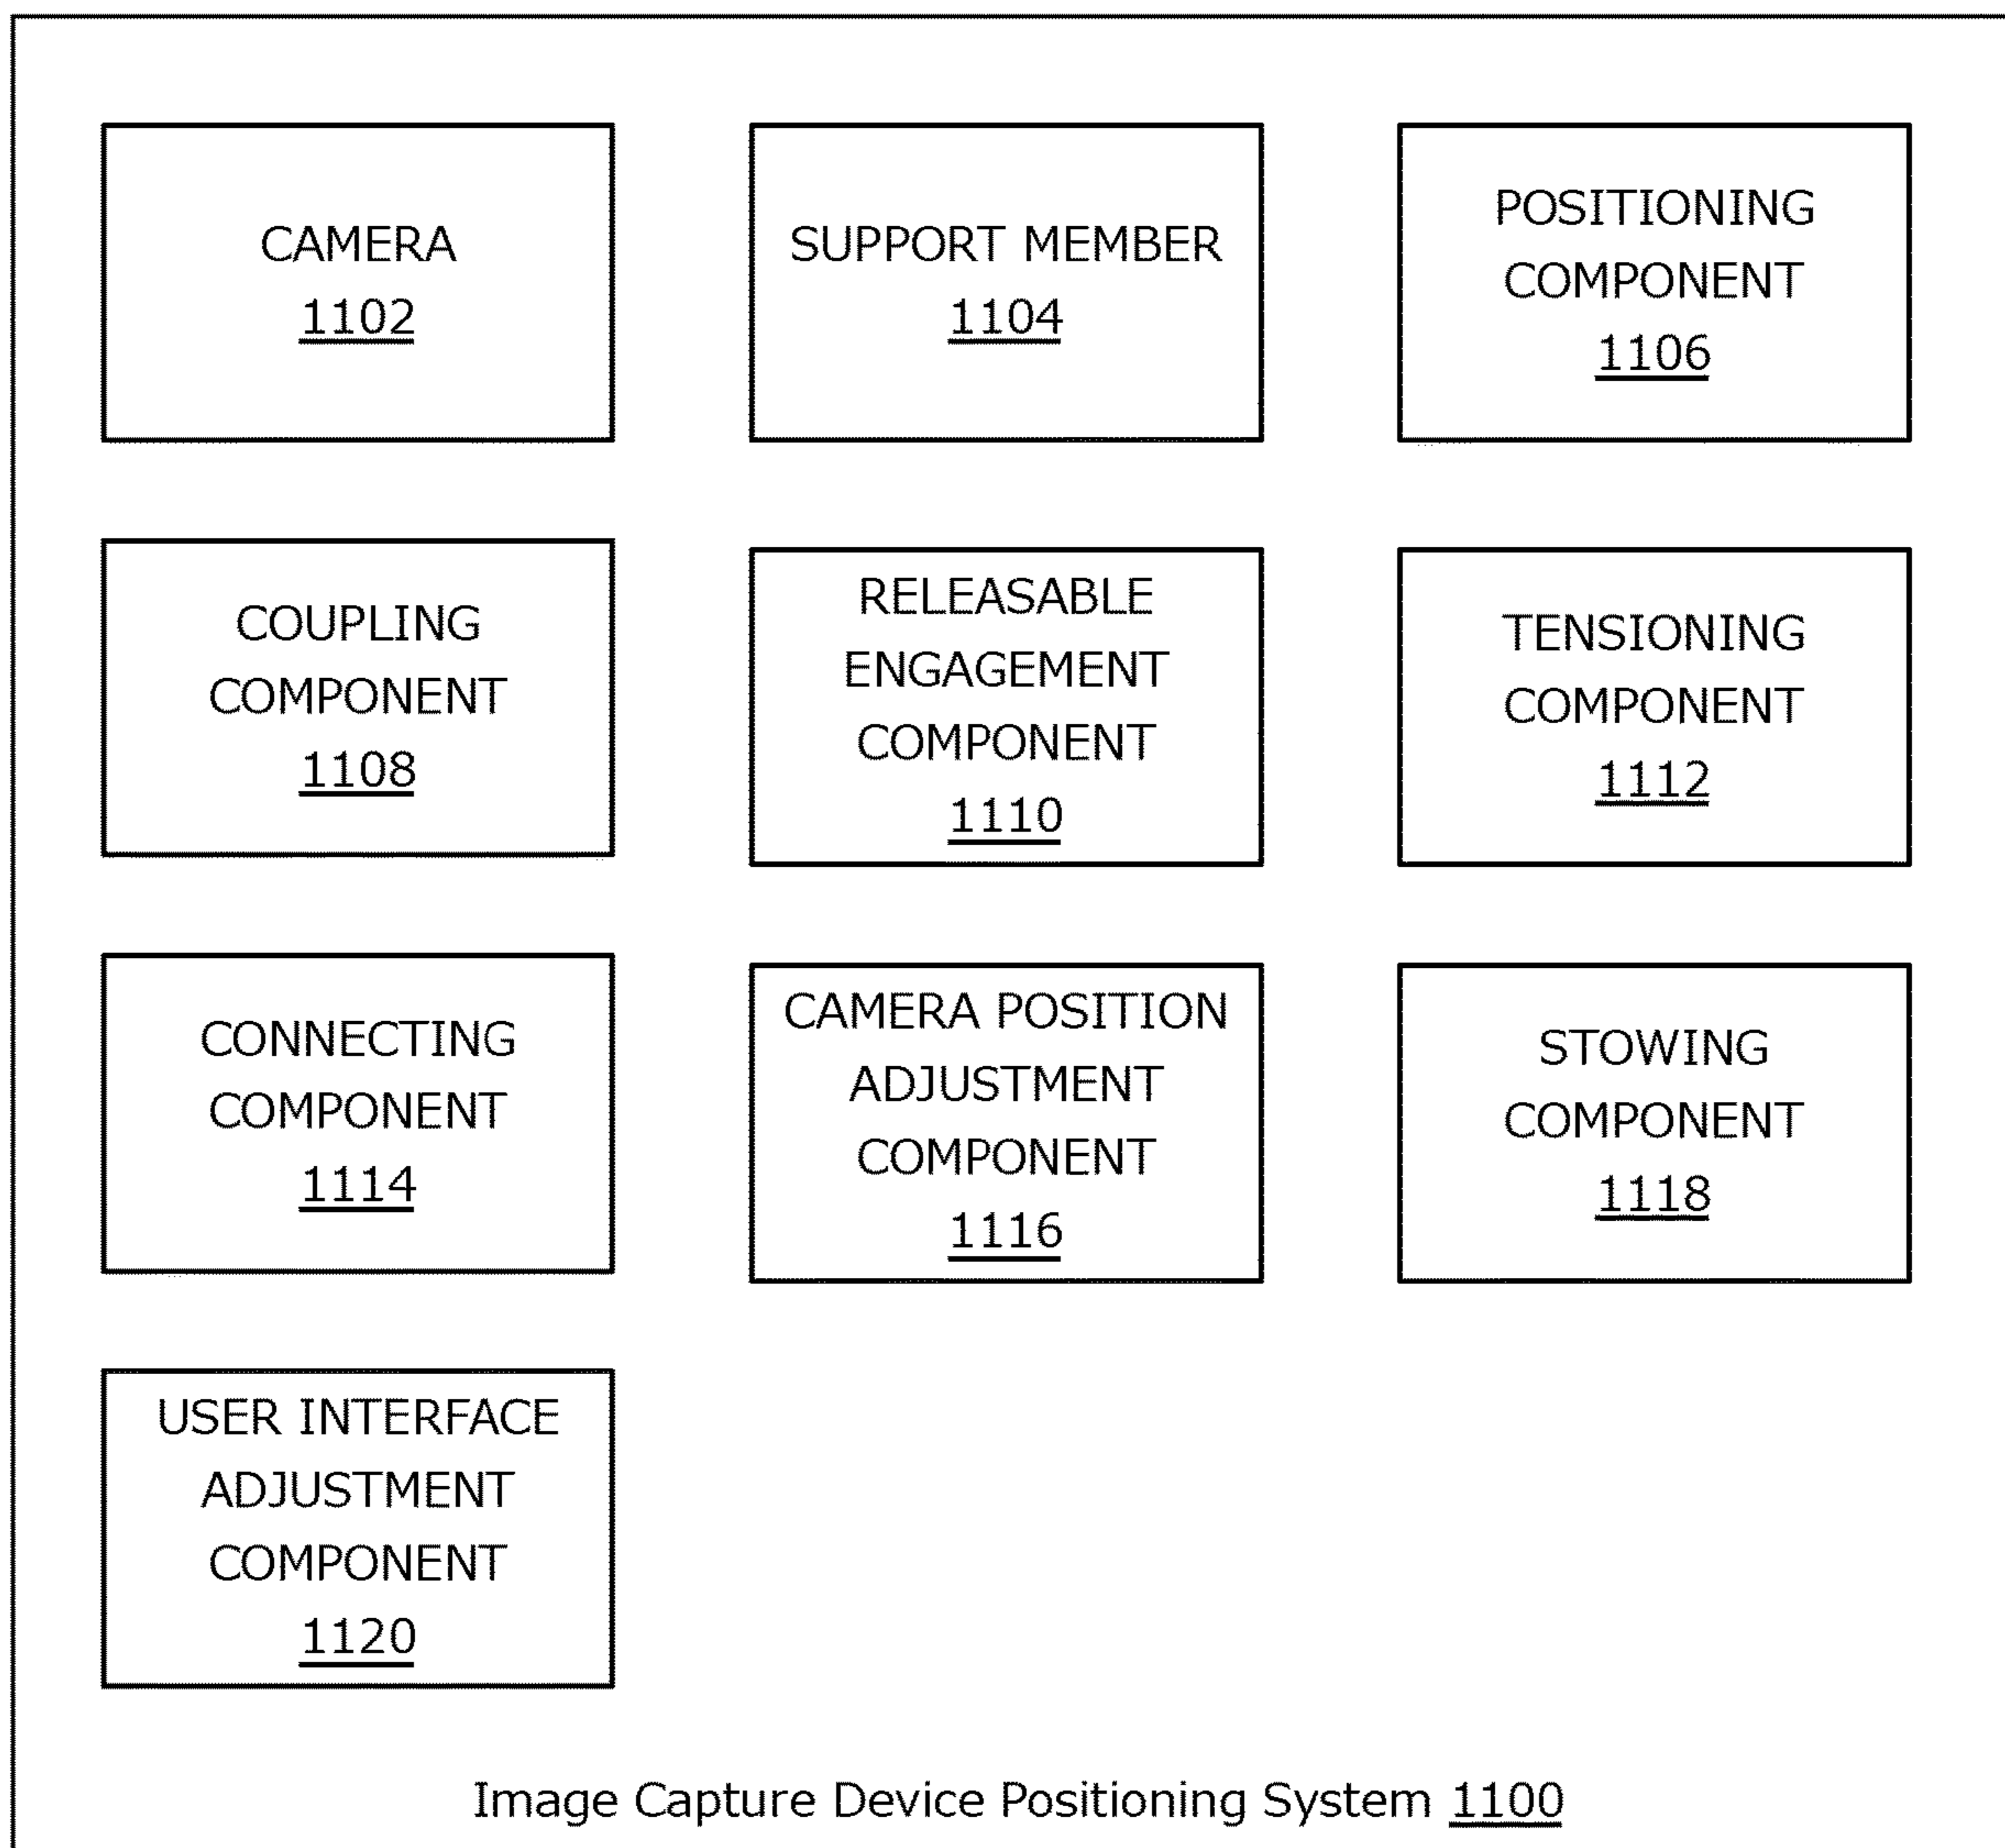 CAMERA
1102
SUPPORT MEMBER
1104
POSITIONING
COMPONENT
1106
COUPLING
COMPONENT
1108
RELEASABLE
ENGAGEMENT
COMPONENT
1110
TENSIONING
COMPONENT
1112
CONNECTING
COMPONENT
1114
CAMERA POSITION
ADJUSTMENT
COMPONENT
1116
STOWING
COMPONENT
1118
USER INTERFACE
ADJUSTMENT
COMPONENT
1120
Image Capture Device Positioning System 1100